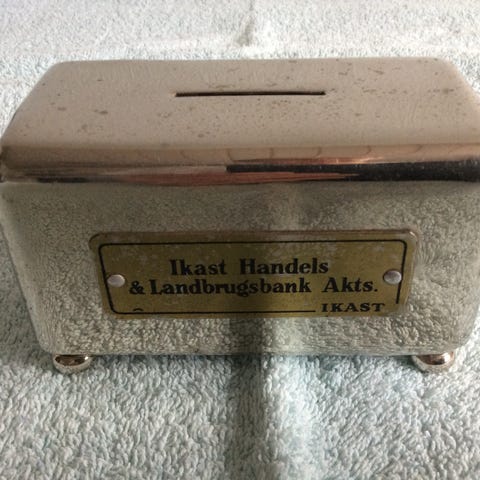 Ikast Handels
& Landbrugsbank Akts.
IKAST